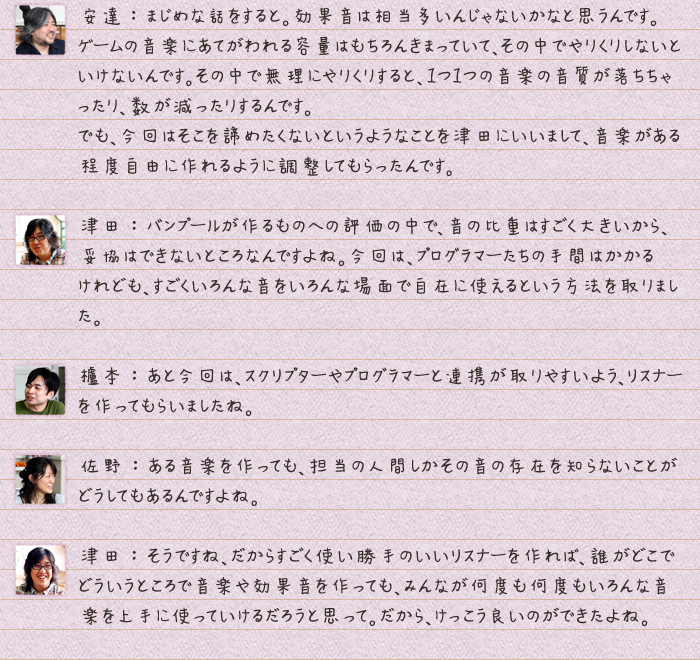 安達：まじめな話をすると。効果音は相当多いんじゃないかなと思うんです。
ゲームの音楽にあてがわれる容量はもちろんきまっていて、その中でやりくりしないと
いけないんです。その中で無理にやりくりすると、1つ1つの音楽の音質が落ちちゃ
ったり、数が減ったりするんです。
でも、今回はそこを諦めたくないというようなことを津田にいいまして、音楽がある
程度自由に作れるように調整してもらったんです。
津田：バンプールが作るものへの評価の中で、音の比重はすごく大きいから、
妥協はできないところなんですよね。今回は、プログラマーたちの手間はかかる
けれども、すごくいろんな音をいろんな場面で自在に使えるという方法を取りまし
た。
櫨本：あと今回は、スクリプターやプログラマーと連携が取りやすいよう、リスナー
を作ってもらいましたね。
佐野：ある音楽を作っても、担当の人間しかその音の存在を知らないことが
どうしてもあるんですよね。
津田：そうですね、だからすごく使い勝手のいいリスナーを作れば、誰がどこで
どういうところで音楽や効果音を作っても、みんなが何度も何度もいろんな音
楽を上手に使っていけるだろうと思って。だから、けっこう良いのができたよね。